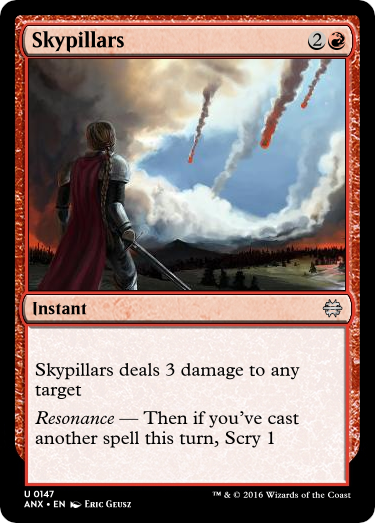 Skypillars 2
Instant
Skypillars deals 3 damage to any
target
Resonance — Then if you've cast
another spell this turn, Scry 1
U 0147
ANX • EN Eric Geusz
™ & © 2016 Wizards of the Coast